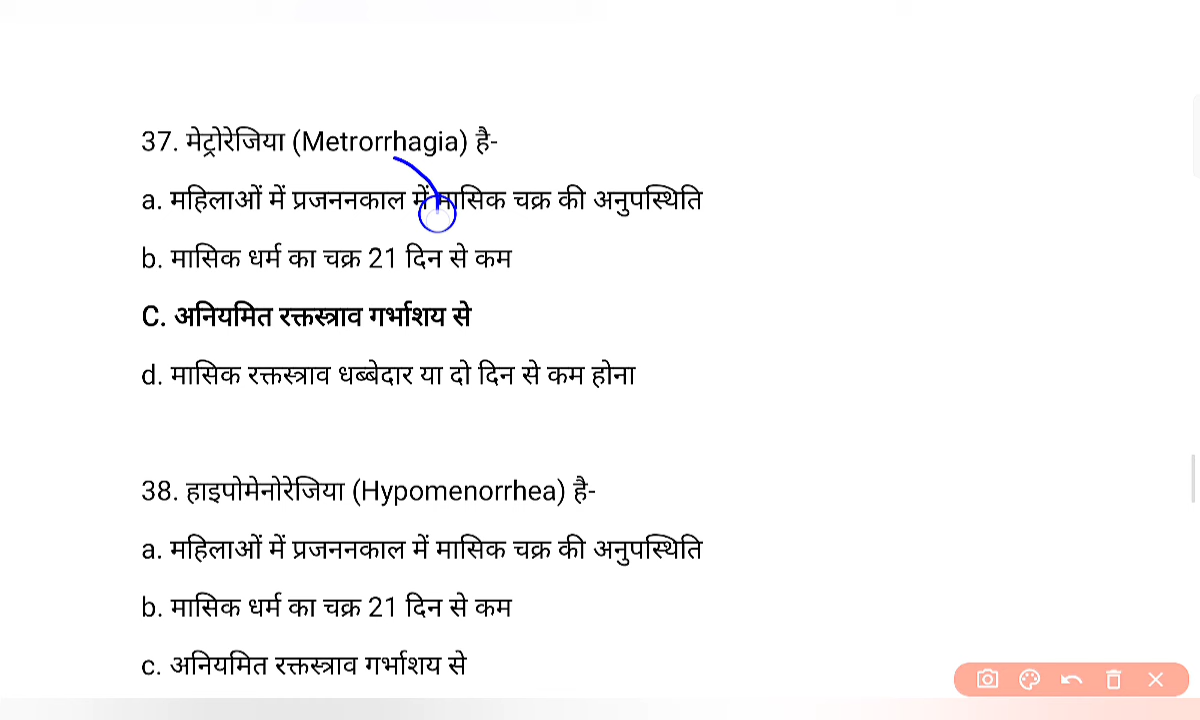 37. मेट्रोरेजिया (Metrorrhagia) है-
a. महिलाओं में प्रजननकाल में मासिक चक्र की अनुपस्थिति
b. मासिक धर्म का चक्र 21 दिन से कम
C. अनियमित रक्तस्त्राव गर्भाशय से
d. मासिक रक्तस्त्राव धब्बेदार या दो दिन से कम होना
38. हाइपोमेनोरेजिया (Hypomenorrhea) है-
a. महिलाओं में प्रजननकाल में मासिक चक्र की अनुपस्थिति
b. मासिक धर्म का चक्र 21 दिन से कम
c. अनियमित रक्तस्त्राव गर्भाशय से